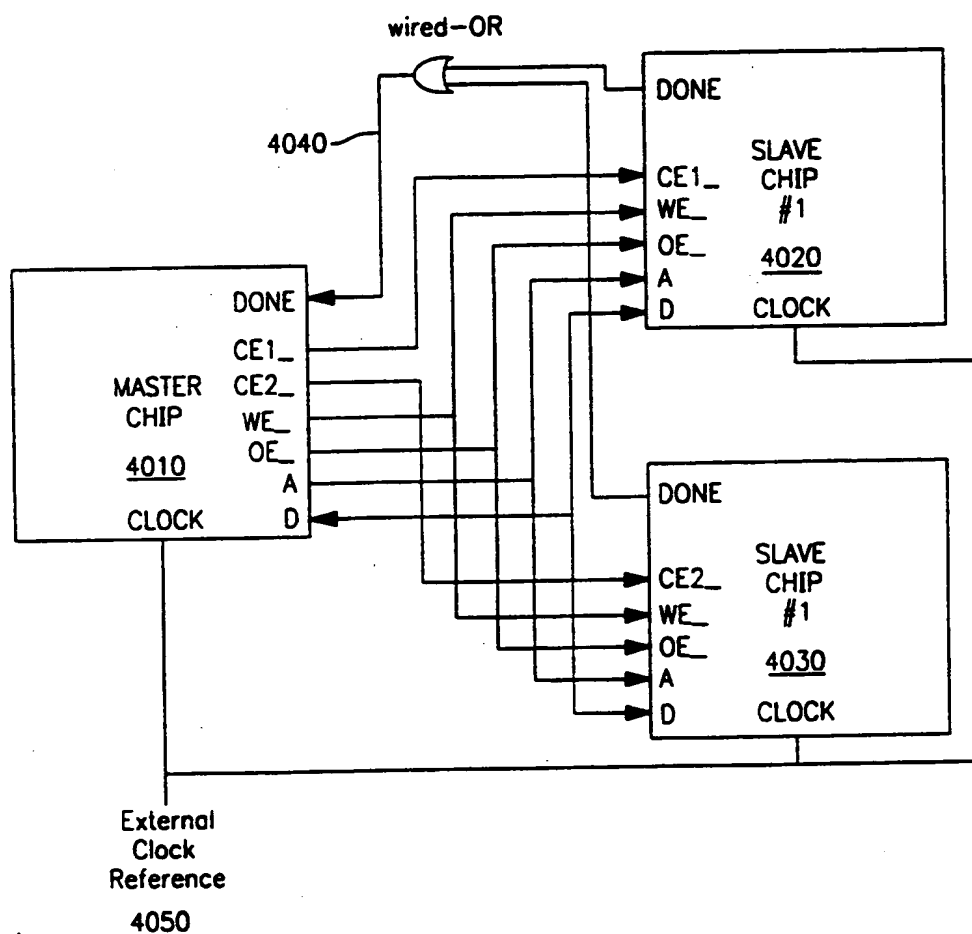 wired-OR
4040
DONE
CE1_
WE_
OE_
A
D
SLAVE
CHIP
#1
4020
CLOCK
DONE
CE1_
CE2_
WE_
OE_
A
D
MASTER
CHIP
4010
CLOCK
DONE
CE2_
WE_
OE_
A
D
SLAVE
CHIP
#1
4030
CLOCK
External
Clock
Reference
4050